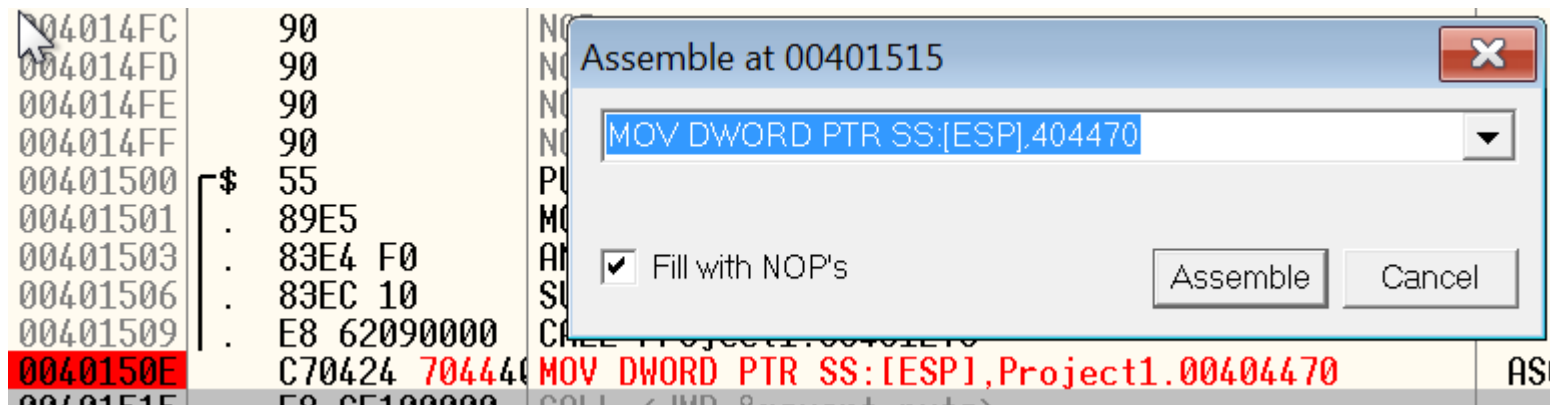 004014FC 90
004014FD 90
004014FE 90
004014FF 90
00401500 $ 55
00401501 . 89E5
00401503 . 83E4 F0
00401506 . 83EC 10
00401509 . E8 62090000
0040150E C70424 704440 MOV DWORD PTR SS:[ESP],Project1.00404470
Assemble at 00401515
MOV DWORD PTR SS:[ESP],404470
Fill with NOP's
Assemble Cancel